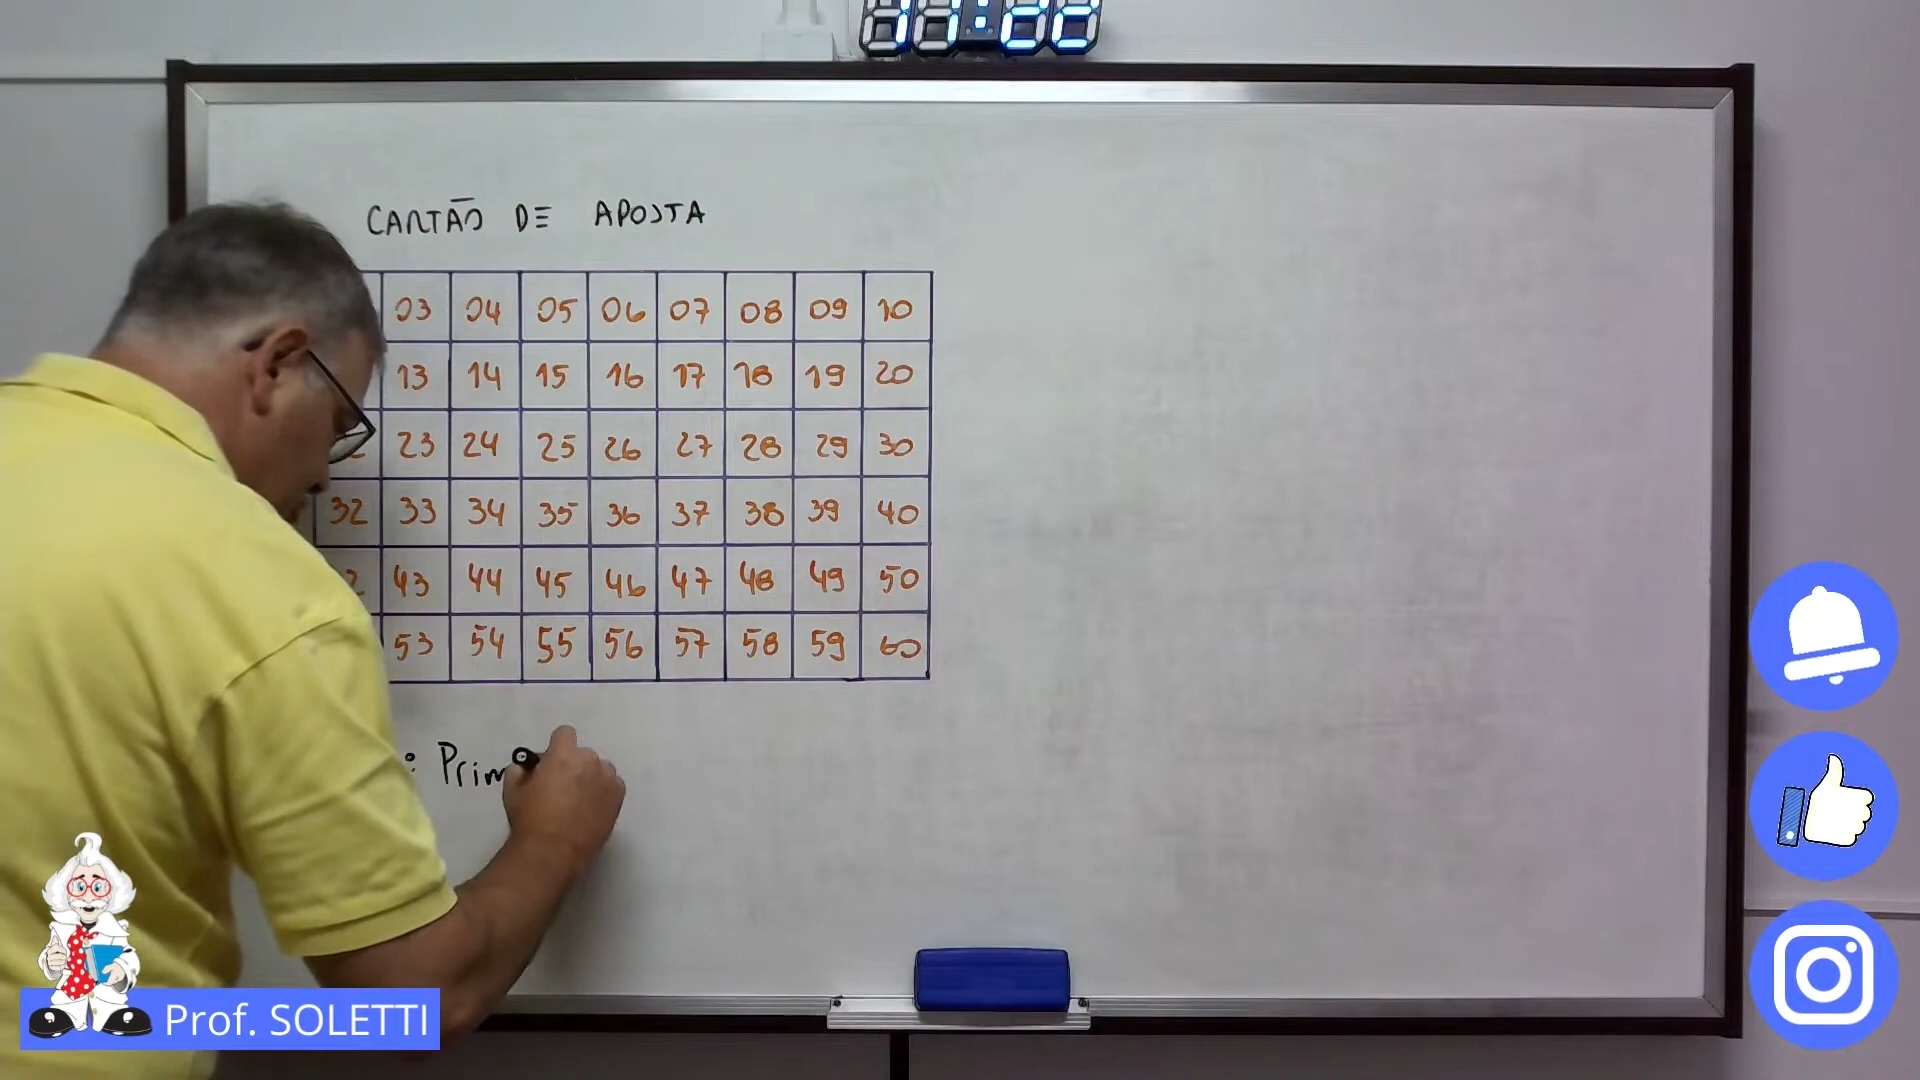 CARTÃO DE APOSTA
03 04 05 06 07 08 09 10
13 14 15 16 17 18 19 20
23 24 25 26 27 28 29 30
32 33 34 35 36 37 38 39 40
43 44 45 46 47 48 49 50
53 54 55 56 57 58 59 60
: Prim
Prof. SOLETTI